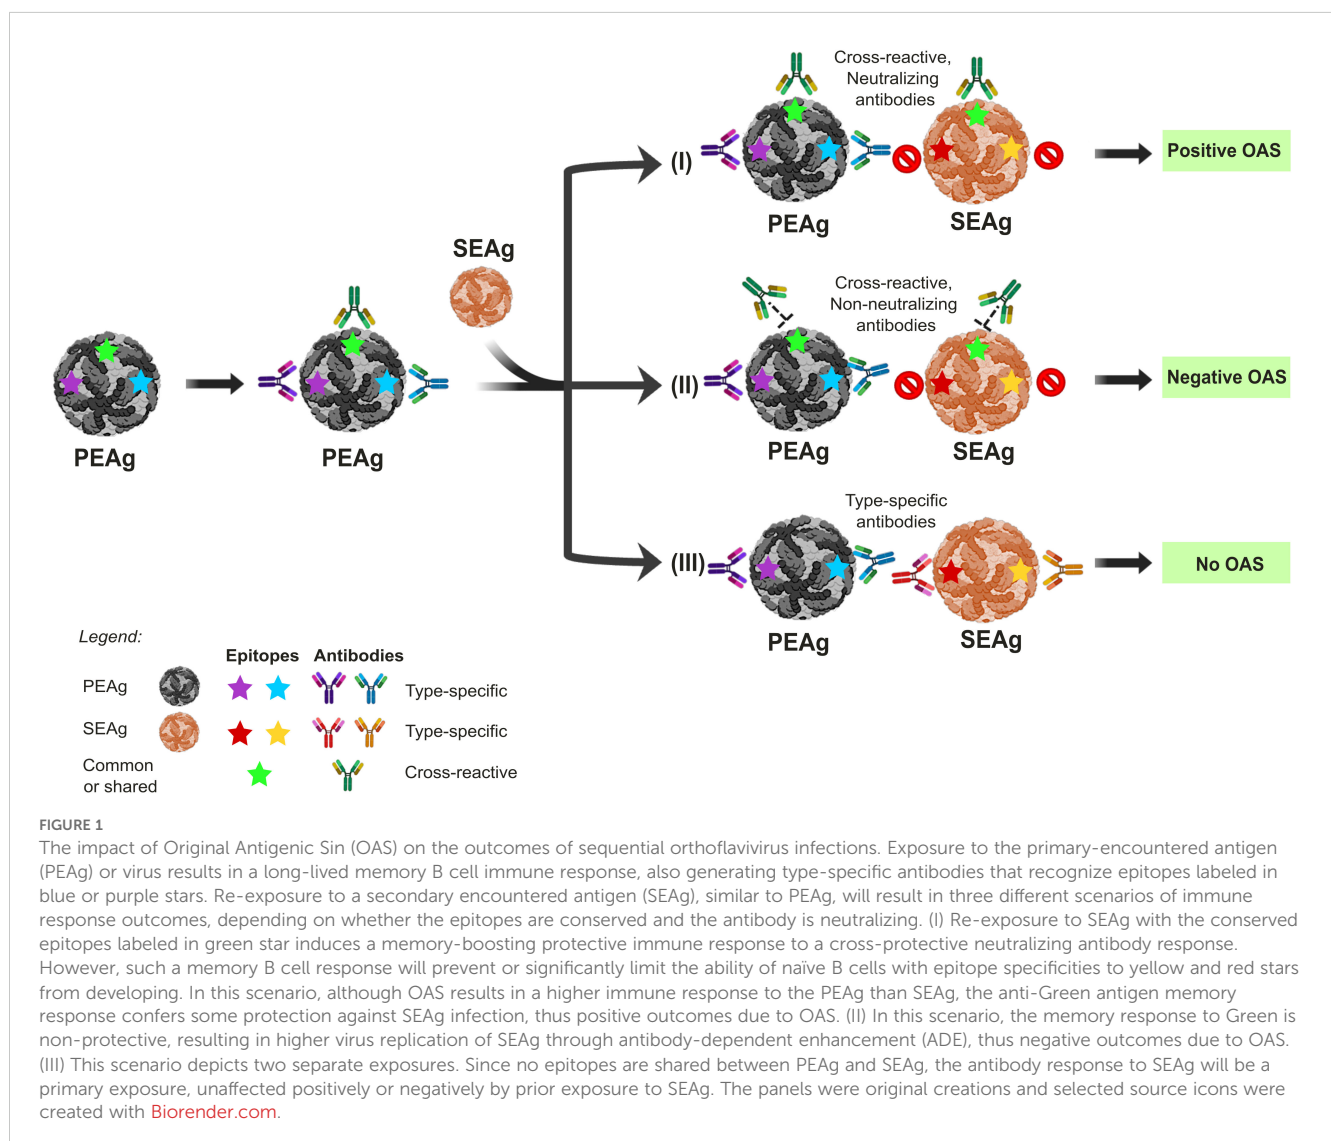 Cross-reactive,
Neutralizing
antibodies
(I)
PEAg
SEAg
Positive OAS
SEAg
Cross-reactive,
Non-neutralizing
antibodies
PEAg
PEAg
(II)
PEAg
SEAg
Negative OAS
Type-specific
antibodies
(III)
PEAg
SEAg
No OAS
Legend:
Epitopes Antibodies
PEAg Type-specific
SEAg Type-specific
Common
or shared
Cross-reactive
FIGURE 1
The impact of Original Antigenic Sin (OAS) on the outcomes of sequential orthoflavivirus infections. Exposure to the primary-encountered antigen
(PEAg) or virus results in a long-lived memory B cell immune response, also generating type-specific antibodies that recognize epitopes labeled in
blue or purple stars. Re-exposure to a secondary encountered antigen (SEAg), similar to PEAg, will result in three different scenarios of immune
response outcomes, depending on whether the epitopes are conserved and the antibody is neutralizing. (I) Re-exposure to SEAg with the conserved
epitopes labeled in green star induces a memory-boosting protective immune response to a cross-protective neutralizing antibody response.
However, such a memory B cell response will prevent or significantly limit the ability of naïve B cells with epitope specificities to yellow and red stars
from developing. In this scenario, although OAS results in a higher immune response to the PEAg than SEAg, the anti-Green antigen memory
response confers some protection against SEAg infection, thus positive outcomes due to OAS. (II) In this scenario, the memory response to Green is
non-protective, resulting in higher virus replication of SEAg through antibody-dependent enhancement (ADE), thus negative outcomes due to OAS.
(III) This scenario depicts two separate exposures. Since no epitopes are shared between PEAg and SEAg, the antibody response to SEAg will be a
primary exposure, unaffected positively or negatively by prior exposure to SEAg. The panels were original creations and selected source icons were
created with Biorender.com.